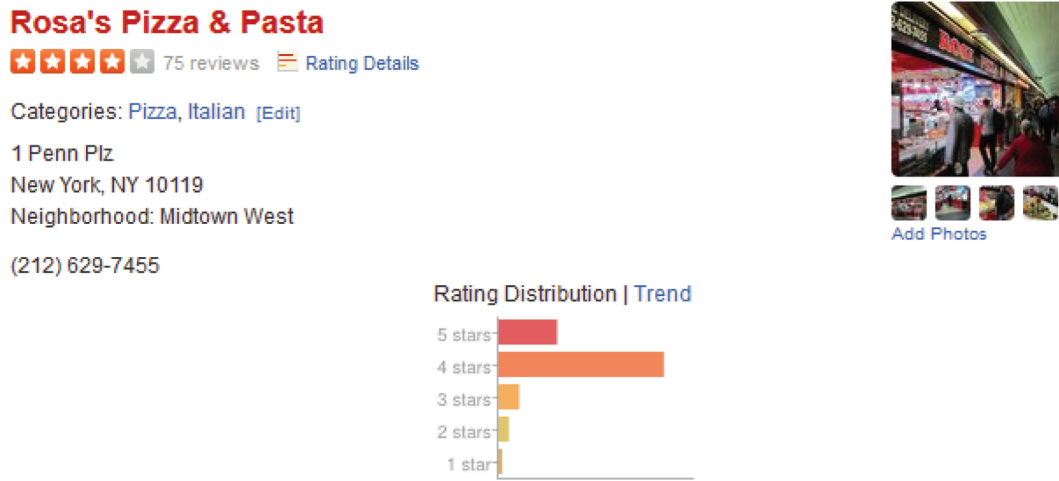 Rosa's Pizza & Pasta
75 reviews Rating Details
Categories: Pizza, Italian [Edit]
1 Penn Plz
New York, NY 10119
Neighborhood: Midtown West
(212) 629-7455
Add Photos
Rating Distribution | Trend
5 stars
4 stars
3 stars
2 stars
1 star